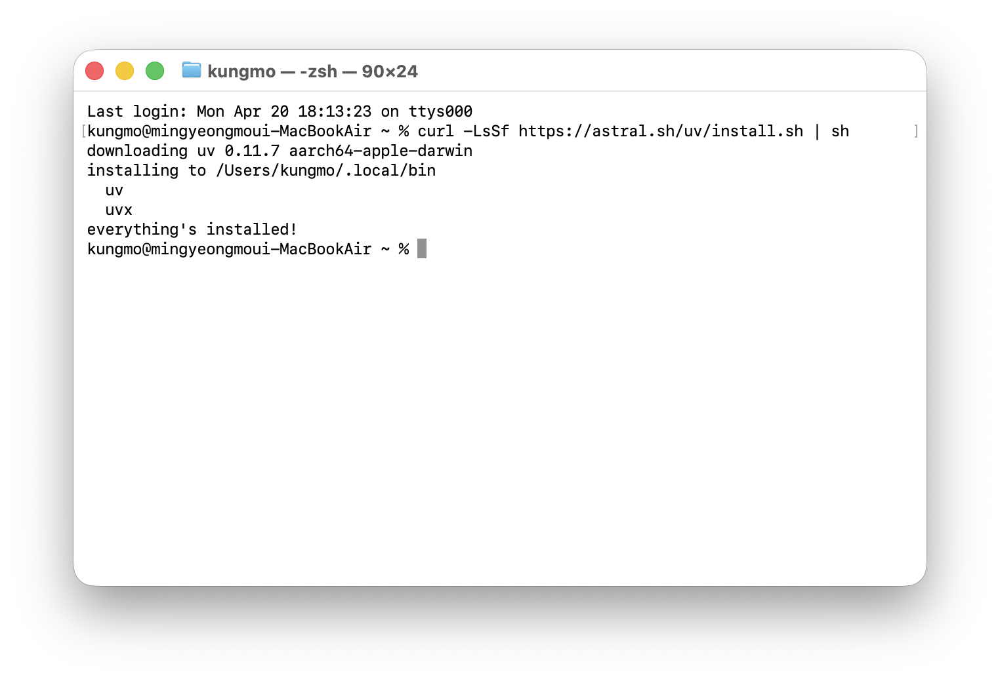 kungmo — -zsh — 90×24
Last login: Mon Apr 20 18:13:23 on ttys000
[kungmo@mingyeongmoui-MacBookAir ~ % curl -LsSf https://astral.sh/uv/install.sh | sh ]
downloading uv 0.11.7 aarch64-apple-darwin
installing to /Users/kungmo/.local/bin
  uv
  uvx
everything's installed!
kungmo@mingyeongmoui-MacBookAir ~ %